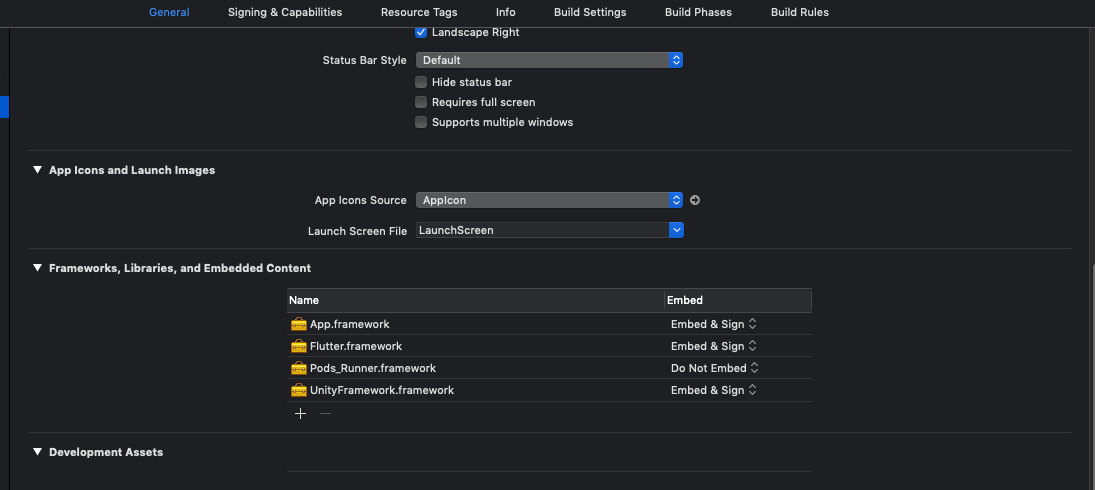 General Signing & Capabilities Resource Tags Info Build Settings Build Phases Build Rules
Landscape Right
Status Bar Style Default
Hide status bar
Requires full screen
Supports multiple windows
App Icons and Launch Images
App Icons Source AppIcon
Launch Screen File LaunchScreen
Frameworks, Libraries, and Embedded Content
Name Embed
App.framework Embed & Sign
Flutter.framework Embed & Sign
Pods_Runner.framework Do Not Embed
UnityFramework.framework Embed & Sign
Development Assets